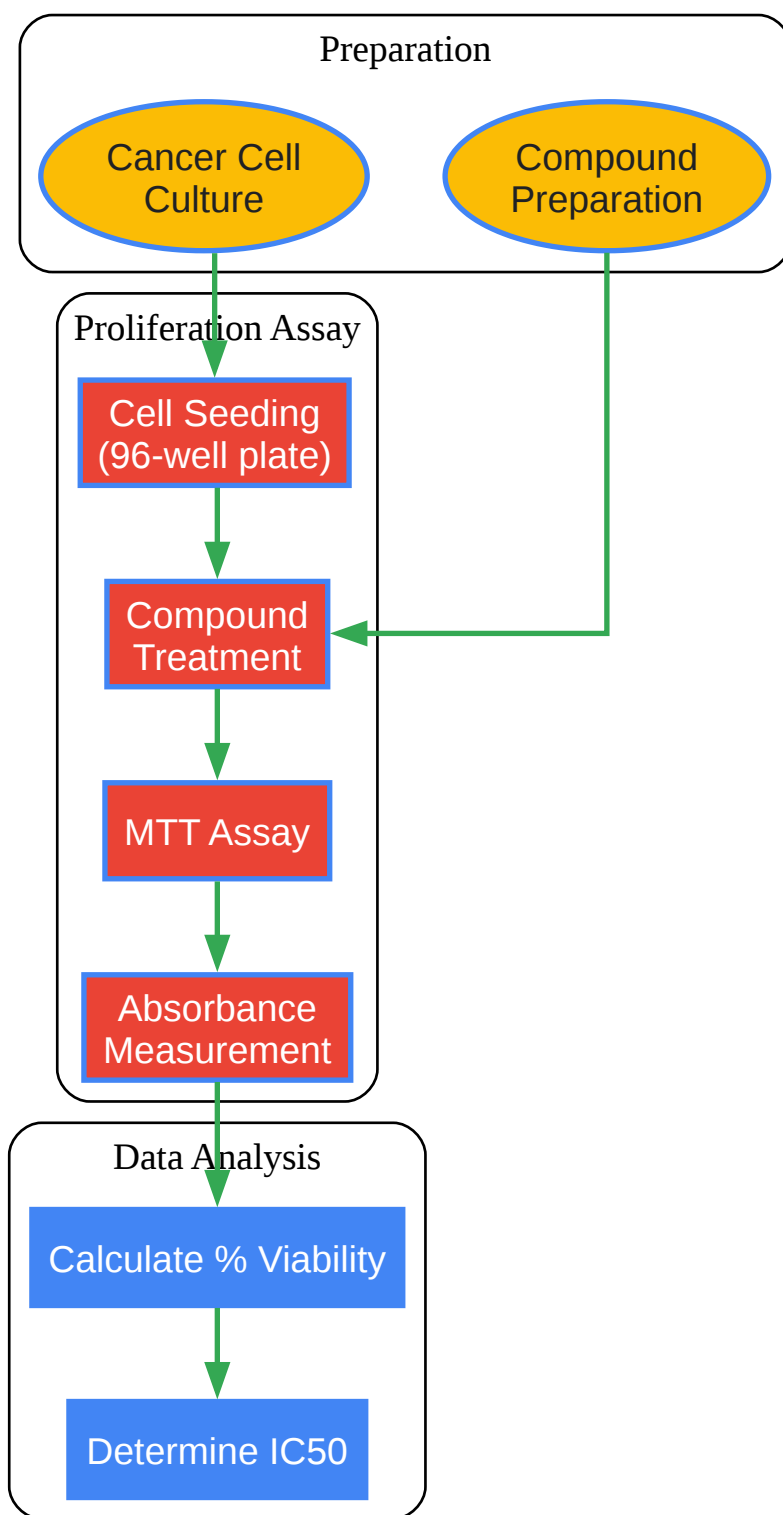 Preparation
Cancer Cell
Culture
Compound
Preparation
Proliferation Assay
Cell Seeding
(96-well plate)
Compound
Treatment
MTT Assay
Absorbance
Measurement
Data Analysis
Calculate % Viability
Determine IC50